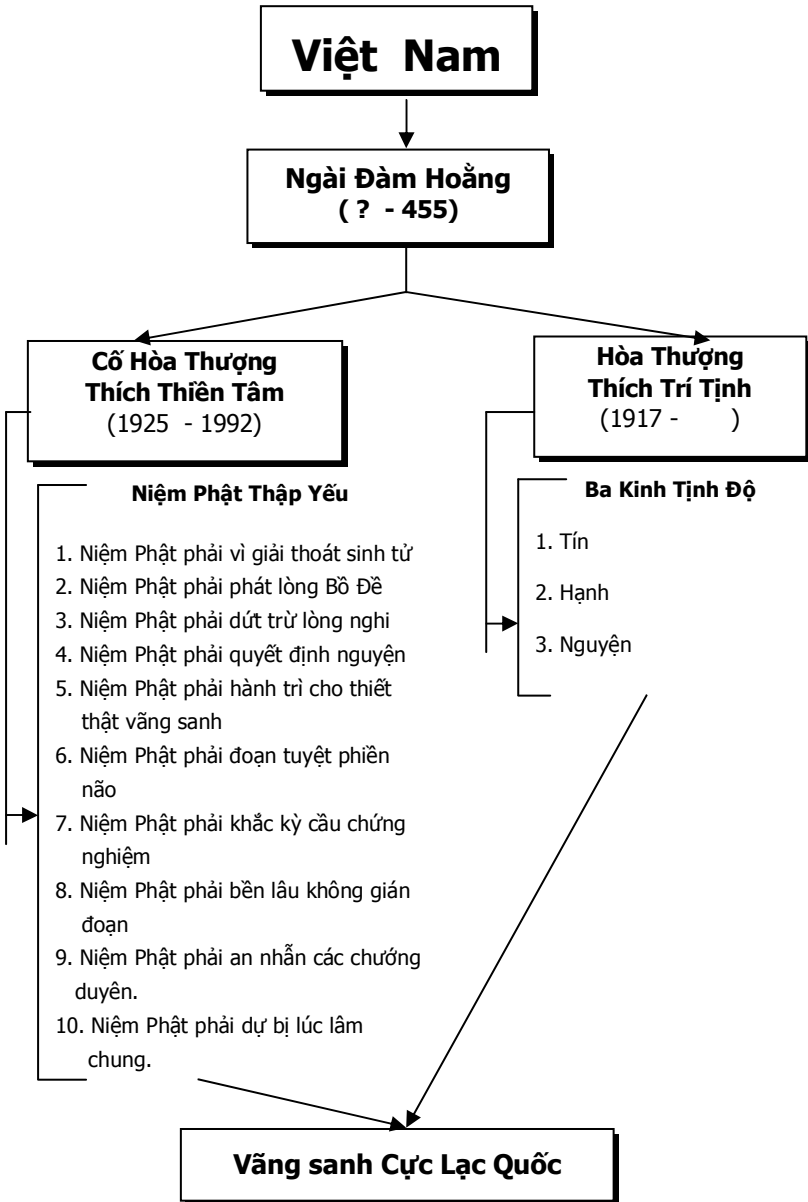 Việt Nam
Ngài Đàm Hoằng
( ? - 455)
Cố Hòa Thượng
Thích Thiền Tâm
(1925 - 1992)
Niệm Phật Thập Yếu
1. Niệm Phật phải vì giải thoát sinh tử
2. Niệm Phật phải phát lòng Bồ Đề
3. Niệm Phật phải dứt trừ lòng nghi
4. Niệm Phật phải quyết định nguyện
5. Niệm Phật phải hành trì cho thiết
thật vãng sanh
6. Niệm Phật phải đoạn tuyệt phiền
não
7. Niệm Phật phải khắc kỳ cầu chứng
nghiệm
8. Niệm Phật phải bền lâu không gián
đoạn
9. Niệm Phật phải an nhẫn các chướng
duyên.
10. Niệm Phật phải dự bị lúc lâm
chung.
Hòa Thượng
Thích Trí Tịnh
(1917 - )
Ba Kinh Tịnh Độ
1. Tín
2. Hạnh
3. Nguyện
Vãng sanh Cực Lạc Quốc